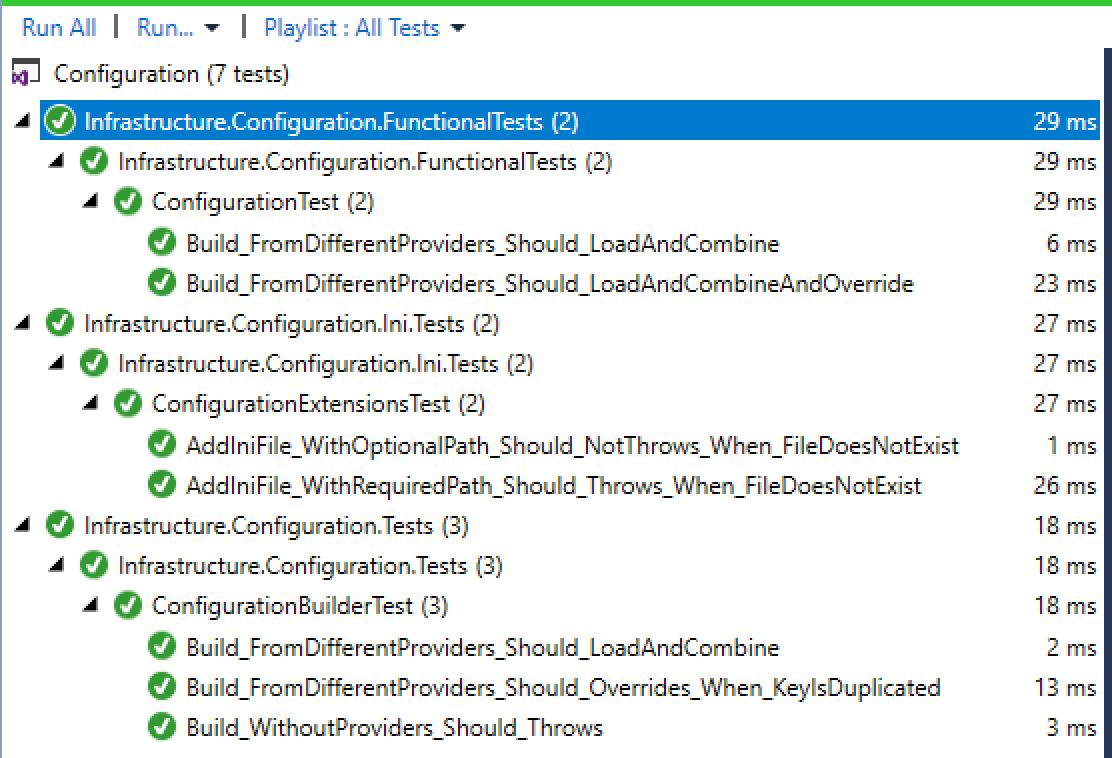 Run All | Run... | Playlist : All Tests
Configuration (7 tests)
Infrastructure.Configuration.FunctionalTests (2) 29 ms
Infrastructure.Configuration.FunctionalTests (2) 29 ms
ConfigurationTest (2) 29 ms
Build_FromDifferentProviders_Should_LoadAndCombine 6 ms
Build_FromDifferentProviders_Should_LoadAndCombineAndOverride 23 ms
Infrastructure.Configuration.Ini.Tests (2) 27 ms
Infrastructure.Configuration.Ini.Tests (2) 27 ms
ConfigurationExtensionsTest (2) 27 ms
AddIniFile_WithOptionalPath_Should_NotThrows_When_FileDoesNotExist 1 ms
AddIniFile_WithRequiredPath_Should_Throws_When_FileDoesNotExist 26 ms
Infrastructure.Configuration.Tests (3) 18 ms
Infrastructure.Configuration.Tests (3) 18 ms
ConfigurationBuilderTest (3) 18 ms
Build_FromDifferentProviders_Should_LoadAndCombine 2 ms
Build_FromDifferentProviders_Should_Overrides_When_KeyIsDuplicated 13 ms
Build_WithoutProviders_Should_Throws 3 ms